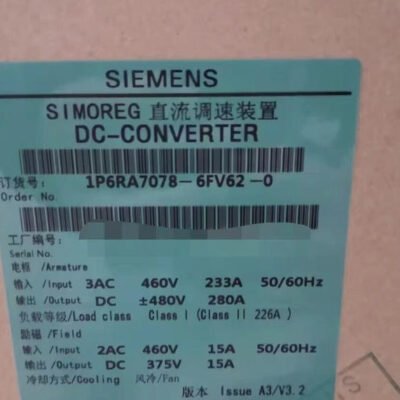 SIEMENS
SIMOREG 直流调速装置
DC-CONVERTER
订货号: 1P6RA7078-6FV62-0
Order No.
工厂编号:
Serial No.
电枢 /Armature
输入 /Input 3AC 460V 233A 50/60Hz
输出 /Output DC ±480V 280A
负载等级/Load class Class I (Class II 226A )
励磁 /Field
输入 /Input 2AC 460V 15A 50/60Hz
输出 /Output DC 375V 15A
冷却方式/Cooling 风冷/Fan
版本 Issue A3/V3.2